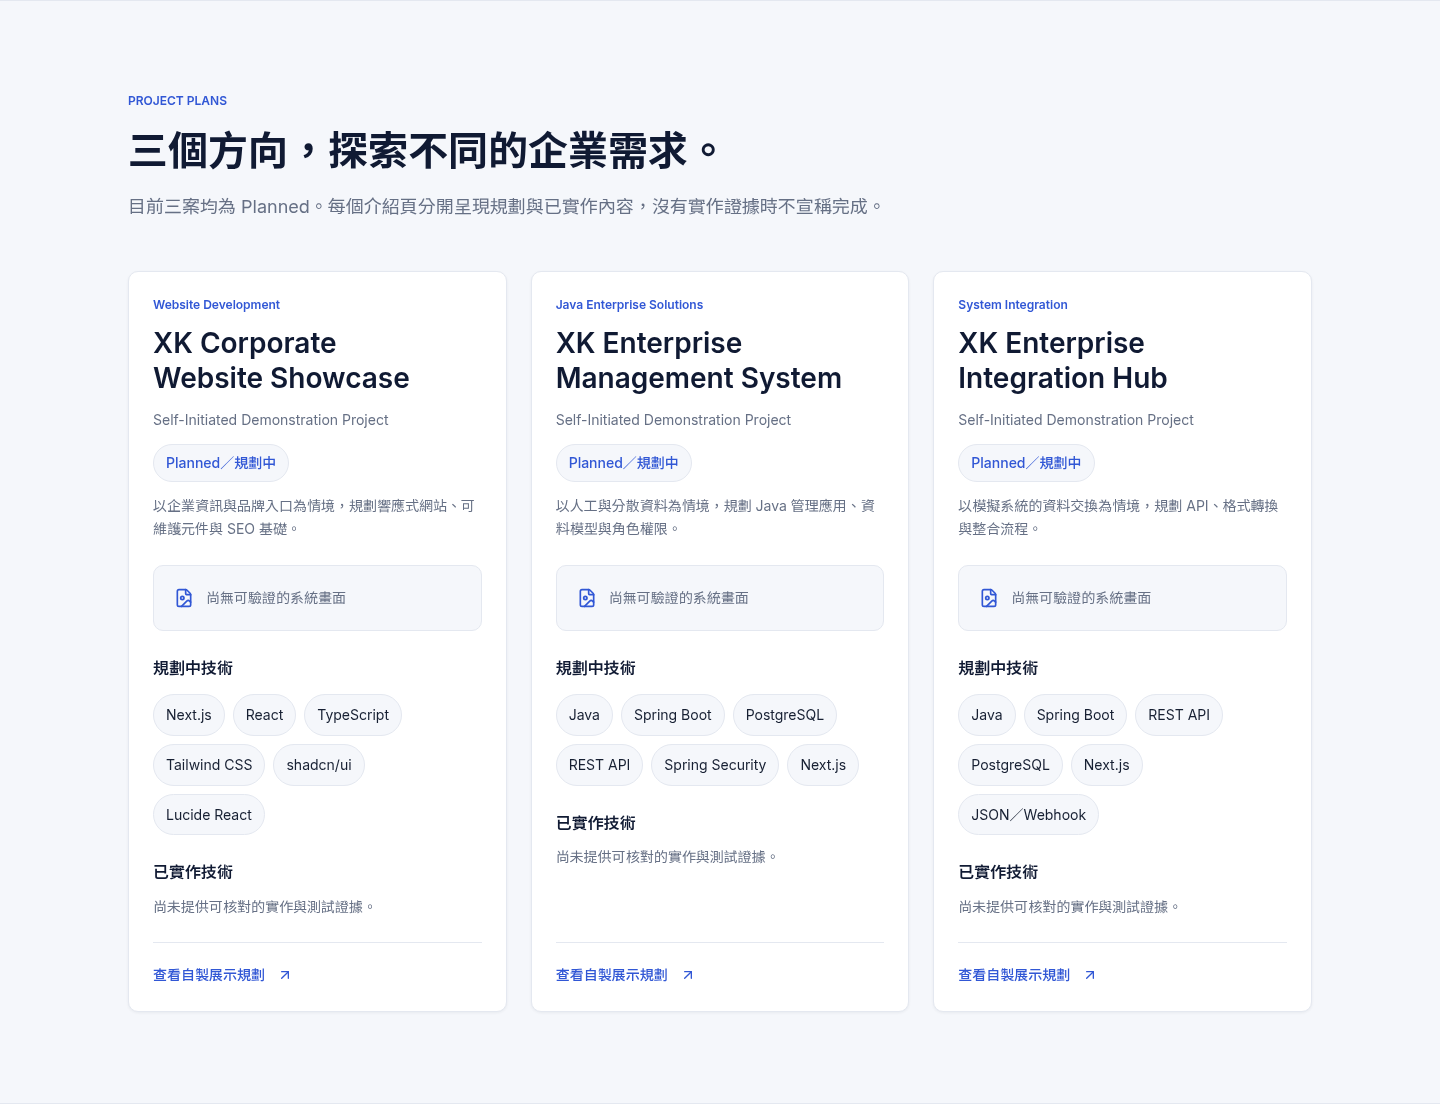 PROJECT PLANS
三個方向，探索不同的企業需求。
目前三案均為 Planned。每個介紹頁分開呈現規劃與已實作內容，沒有實作證據時不宣稱完成。
Website Development
XK Corporate
Website Showcase
Self-Initiated Demonstration Project
Planned／規劃中
以企業資訊與品牌入口為情境，規劃響應式網站、可
維護元件與 SEO 基礎。
尚無可驗證的系統畫面
規劃中技術
Next.js
React
TypeScript
Tailwind CSS
shadcn/ui
Lucide React
已實作技術
尚未提供可核對的實作與測試證據。
查看自製展示規劃
Java Enterprise Solutions
XK Enterprise
Management System
Self-Initiated Demonstration Project
Planned／規劃中
以人工與分散資料為情境，規劃 Java 管理應用、資
料模型與角色權限。
尚無可驗證的系統畫面
規劃中技術
Java
Spring Boot
PostgreSQL
REST API
Spring Security
Next.js
已實作技術
尚未提供可核對的實作與測試證據。
查看自製展示規劃
System Integration
XK Enterprise
Integration Hub
Self-Initiated Demonstration Project
Planned／規劃中
以模擬系統的資料交換為情境，規劃 API、格式轉換
與整合流程。
尚無可驗證的系統畫面
規劃中技術
Java
Spring Boot
REST API
PostgreSQL
Next.js
JSON／Webhook
已實作技術
尚未提供可核對的實作與測試證據。
查看自製展示規劃